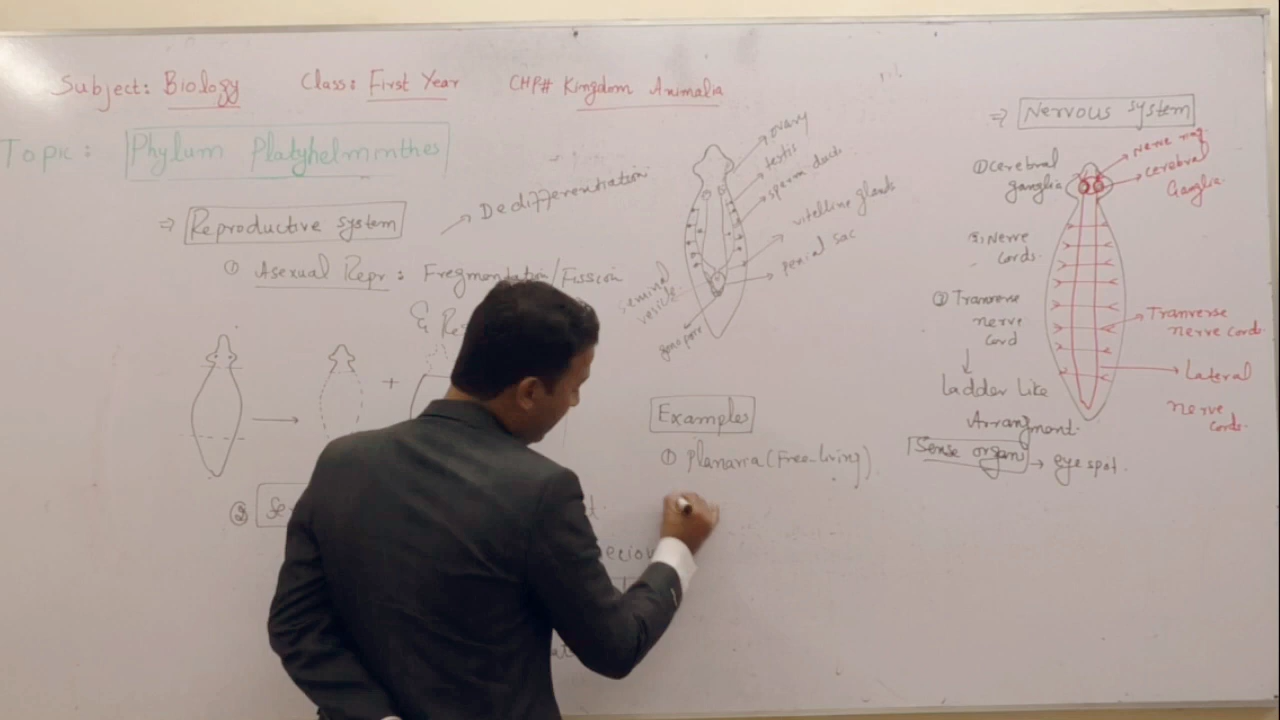 Subject: Biology Class: First Year CHP# Kingdom Animalia
Topic: Phylum Platyhelminthes
⇒ Reproductive system
Dedifferentiation
① Asexual Repr: Fregmentation/Fission
&
+
②
ovary
testis
sperm duct
vitelline glands
penial sac
seminal
vesicle
gonopore
Examples
① Planaria (Free-living)
⇒ Nervous system
① cerebral
ganglia
② Nerve
cords.
③ Tranverse
nerve
cord
Ladder Like
Arrangment.
Nerve ring
cerebral
Ganglia.
Tranverse
nerve cord
Lateral
nerve
cords.
Sense organ → eye spot.